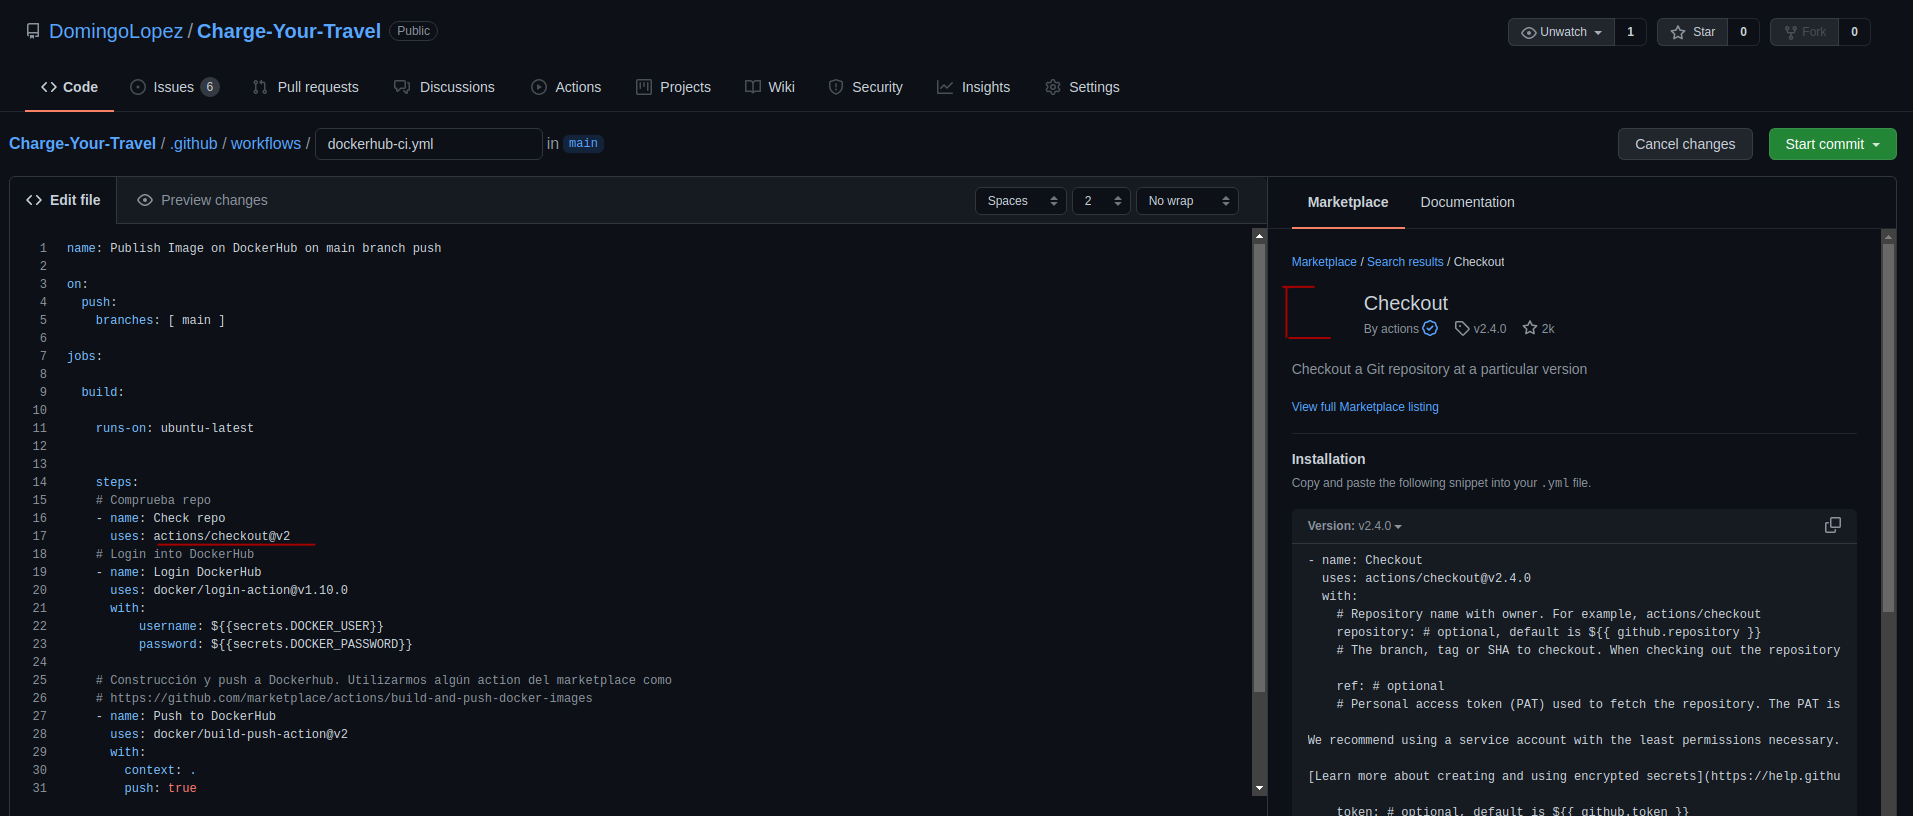 DomingoLopez / Charge-Your-Travel Public
Unwatch 1 Star 0 Fork 0
Code Issues 6 Pull requests Discussions Actions Projects Wiki Security Insights Settings
Charge-Your-Travel / .github / workflows / dockerhub-ci.yml in main
Cancel changes Start commit
Edit file Preview changes
Spaces 2 No wrap
1 name: Publish Image on DockerHub on main branch push
2
3 on:
4 push:
5 branches: [ main ]
6
7 jobs:
8
9 build:
10
11 runs-on: ubuntu-latest
12
13
14 steps:
15 # Comprueba repo
16 - name: Check repo
17 uses: actions/checkout@v2
18 # Login into DockerHub
19 - name: Login DockerHub
20 uses: docker/login-action@v1.10.0
21 with:
22 username: ${{secrets.DOCKER_USER}}
23 password: ${{secrets.DOCKER_PASSWORD}}
24
25 # Construcción y push a Dockerhub. Utilizarmos algún action del marketplace como
26 # https://github.com/marketplace/actions/build-and-push-docker-images
27 - name: Push to DockerHub
28 uses: docker/build-push-action@v2
29 with:
30 context: .
31 push: true
Marketplace Documentation
Marketplace / Search results / Checkout
Checkout
By actions v2.4.0 2k
Checkout a Git repository at a particular version
View full Marketplace listing
Installation
Copy and paste the following snippet into your .yml file.
Version: v2.4.0
- name: Checkout
uses: actions/checkout@v2.4.0
with:
# Repository name with owner. For example, actions/checkout
repository: # optional, default is ${{ github.repository }}
# The branch, tag or SHA to checkout. When checking out the repository
ref: # optional
# Personal access token (PAT) used to fetch the repository. The PAT is
We recommend using a service account with the least permissions necessary.
[Learn more about creating and using encrypted secrets](https://help.githu
token: # optional, default is ${{ github.token }}